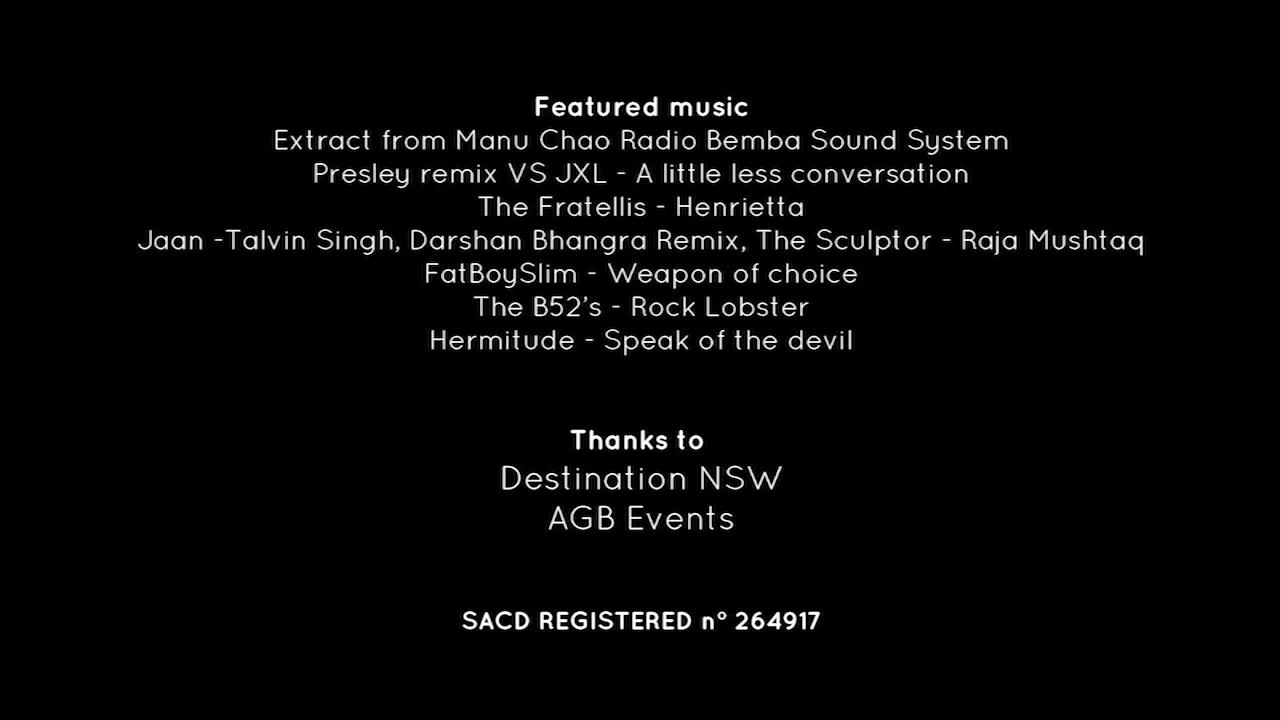 Featured music
Extract from Manu Chao Radio Bemba Sound System
Presley remix VS JXL - A little less conversation
The Fratellis - Henrietta
Jaan -Talvin Singh, Darshan Bhangra Remix, The Sculptor - Raja Mushtaq
FatBoySlim - Weapon of choice
The B52’s - Rock Lobster
Hermitude - Speak of the devil
Thanks to
Destination NSW
AGB Events
SACD REGISTERED n° 264917